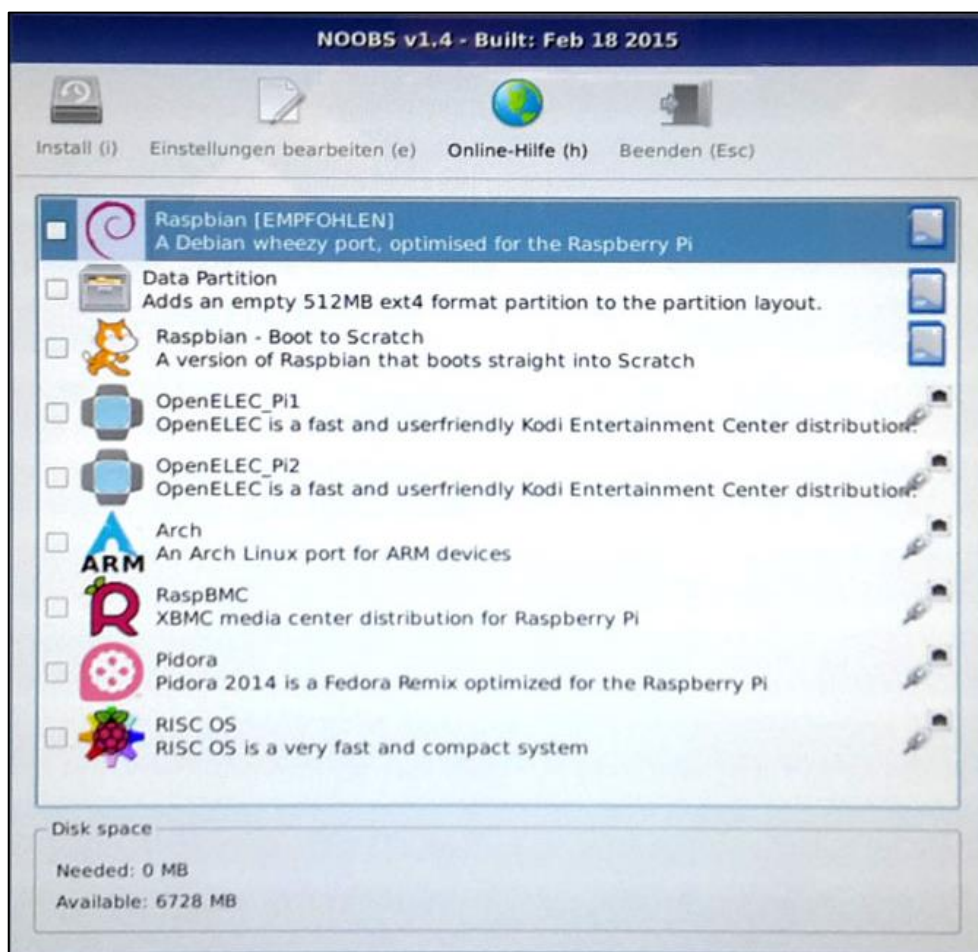 NOOBS v1.4 - Built: Feb 18 2015
Install (i) Einstellungen bearbeiten (e) Online-Hilfe (h) Beenden (Esc)
Raspbian [EMPFOHLEN]
A Debian wheezy port, optimised for the Raspberry Pi
Data Partition
Adds an empty 512MB ext4 format partition to the partition layout.
Raspbian - Boot to Scratch
A version of Raspbian that boots straight into Scratch
OpenELEC_Pi1
OpenELEC is a fast and userfriendly Kodi Entertainment Center distribution.
OpenELEC_Pi2
OpenELEC is a fast and userfriendly Kodi Entertainment Center distribution.
Arch
ARM An Arch Linux port for ARM devices
RaspBMC
XBMC media center distribution for Raspberry Pi
Pidora
Pidora 2014 is a Fedora Remix optimized for the Raspberry Pi
RISC OS
RISC OS is a very fast and compact system
Disk space
Needed: 0 MB
Available: 6728 MB